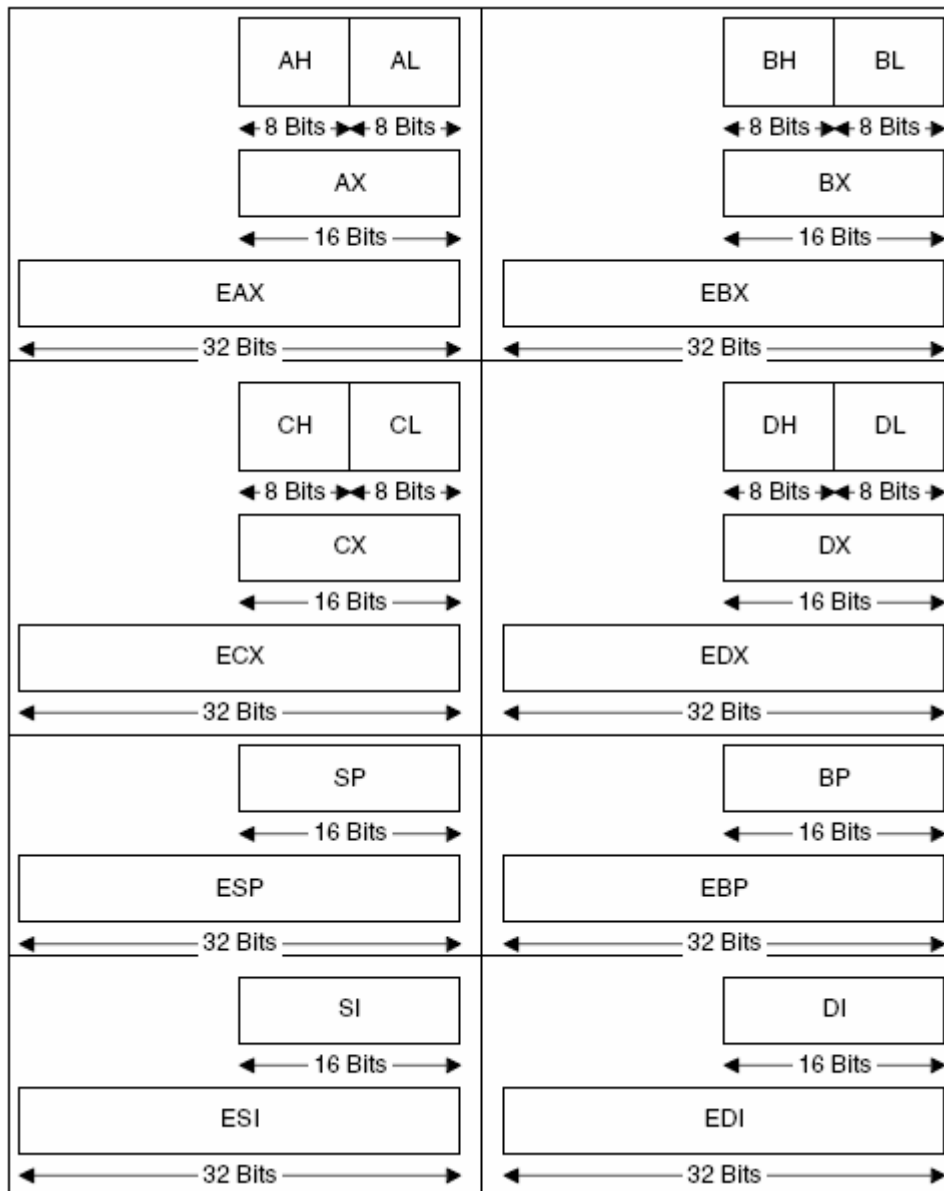 AH AL BH BL
8 Bits 8 Bits 8 Bits 8 Bits
AX BX
16 Bits 16 Bits
EAX EBX
32 Bits 32 Bits
CH CL DH DL
8 Bits 8 Bits 8 Bits 8 Bits
CX DX
16 Bits 16 Bits
ECX EDX
32 Bits 32 Bits
SP BP
16 Bits 16 Bits
ESP EBP
32 Bits 32 Bits
SI DI
16 Bits 16 Bits
ESI EDI
32 Bits 32 Bits